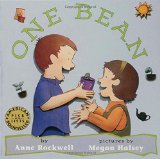 ONE BEAN
by
Anne Rockwell
pictures by
Megan Halsey